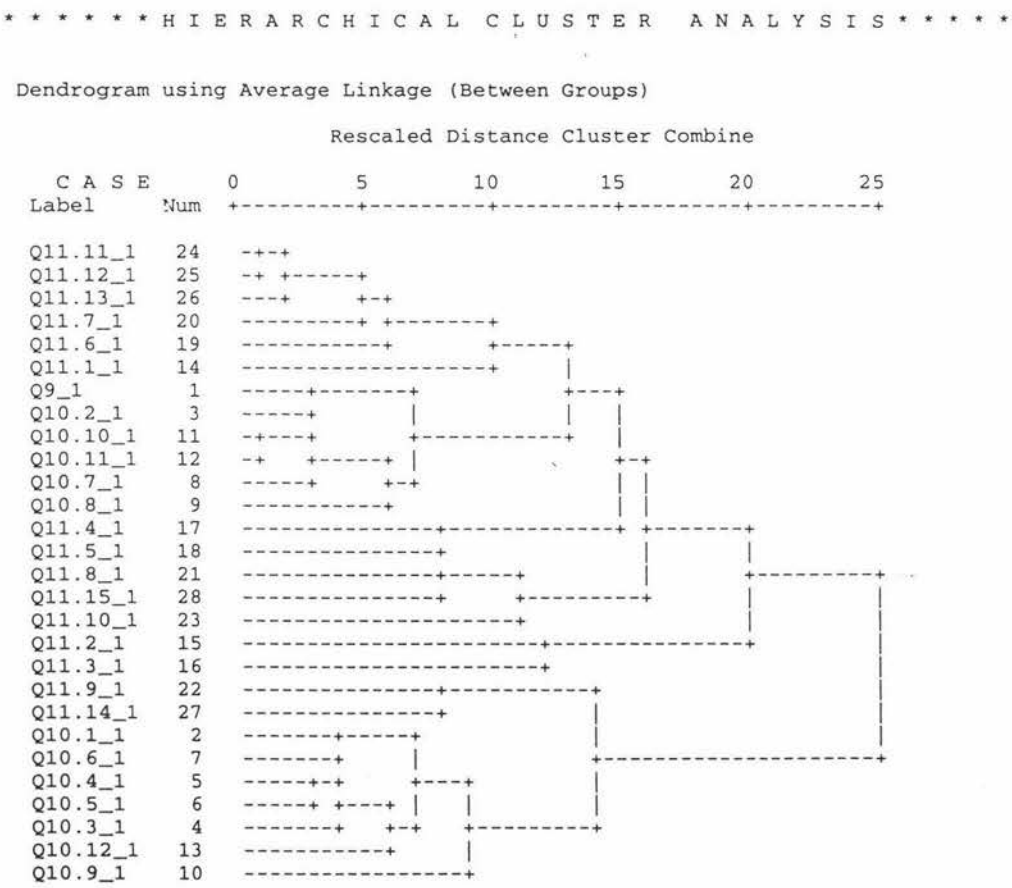 * * * * * * H I E R A R C H I C A L  C L U S T E R   A N A L Y S I S * * * * *
Dendrogram using Average Linkage (Between Groups)
Rescaled Distance Cluster Combine
C A S E 0 5 10 15 20 25
Label Num +---------+---------+---------+---------+---------+
Q11.11_1 24
Q11.12_1 25
Q11.13_1 26
Q11.7_1 20
Q11.6_1 19
Q11.1_1 14
Q9_1 1
Q10.2_1 3
Q10.10_1 11
Q10.11_1 12
Q10.7_1 8
Q10.8_1 9
Q11.4_1 17
Q11.5_1 18
Q11.8_1 21
Q11.15_1 28
Q11.10_1 23
Q11.2_1 15
Q11.3_1 16
Q11.9_1 22
Q11.14_1 27
Q10.1_1 2
Q10.6_1 7
Q10.4_1 5
Q10.5_1 6
Q10.3_1 4
Q10.12_1 13
Q10.9_1 10